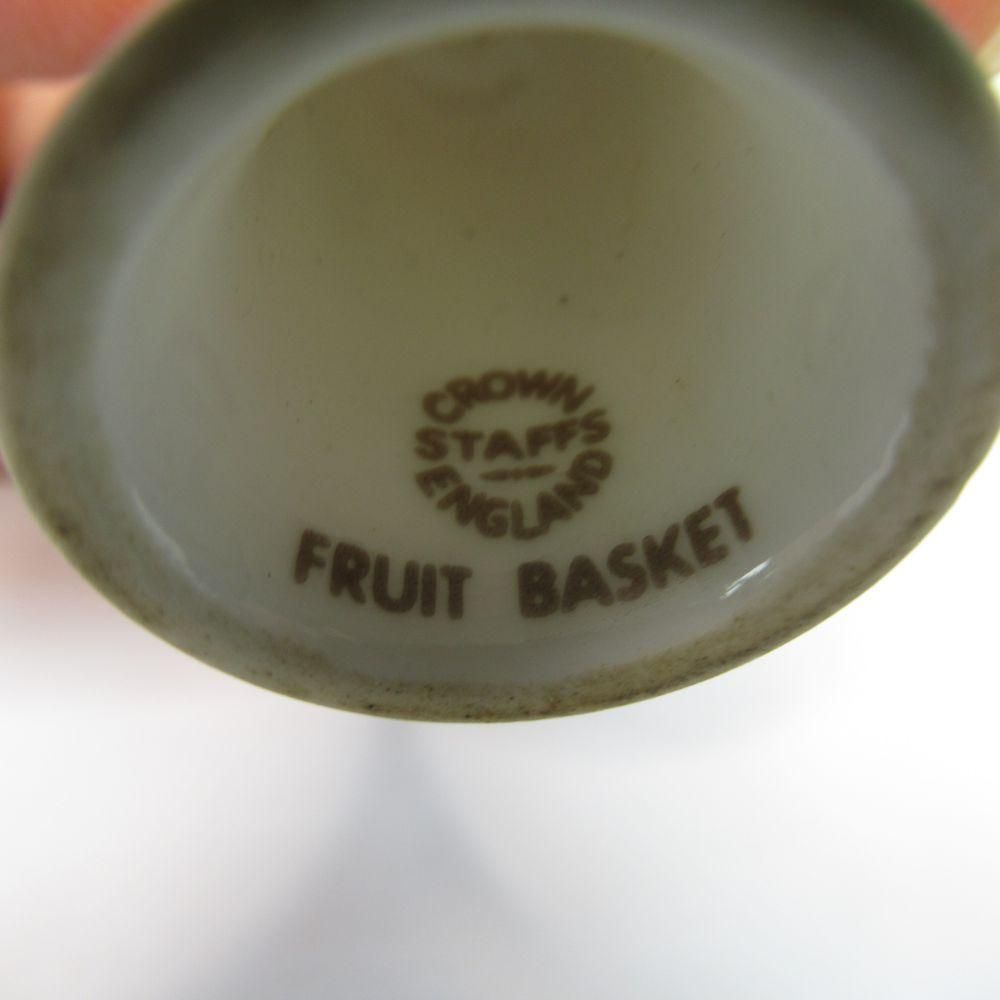 CROWN
STAFFS
ENGLAND
FRUIT BASKET